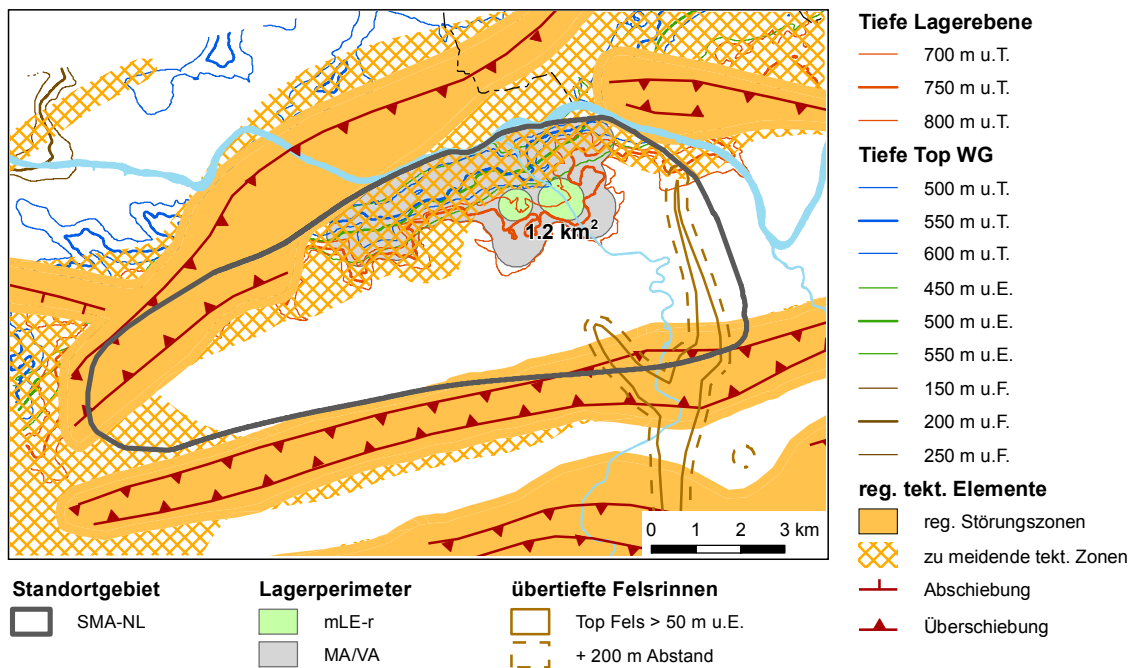 1.2 km²
0 1 2 3 km
Tiefe Lagerebene
700 m u.T.
750 m u.T.
800 m u.T.
Tiefe Top WG
500 m u.T.
550 m u.T.
600 m u.T.
450 m u.E.
500 m u.E.
550 m u.E.
150 m u.F.
200 m u.F.
250 m u.F.
reg. tekt. Elemente
reg. Störungszonen
zu meidende tekt. Zonen
Abschiebung
Überschiebung
Standortgebiet
SMA-NL
Lagerperimeter
mLE-r
MA/VA
übertiefte Felsrinnen
Top Fels > 50 m u.E.
+ 200 m Abstand